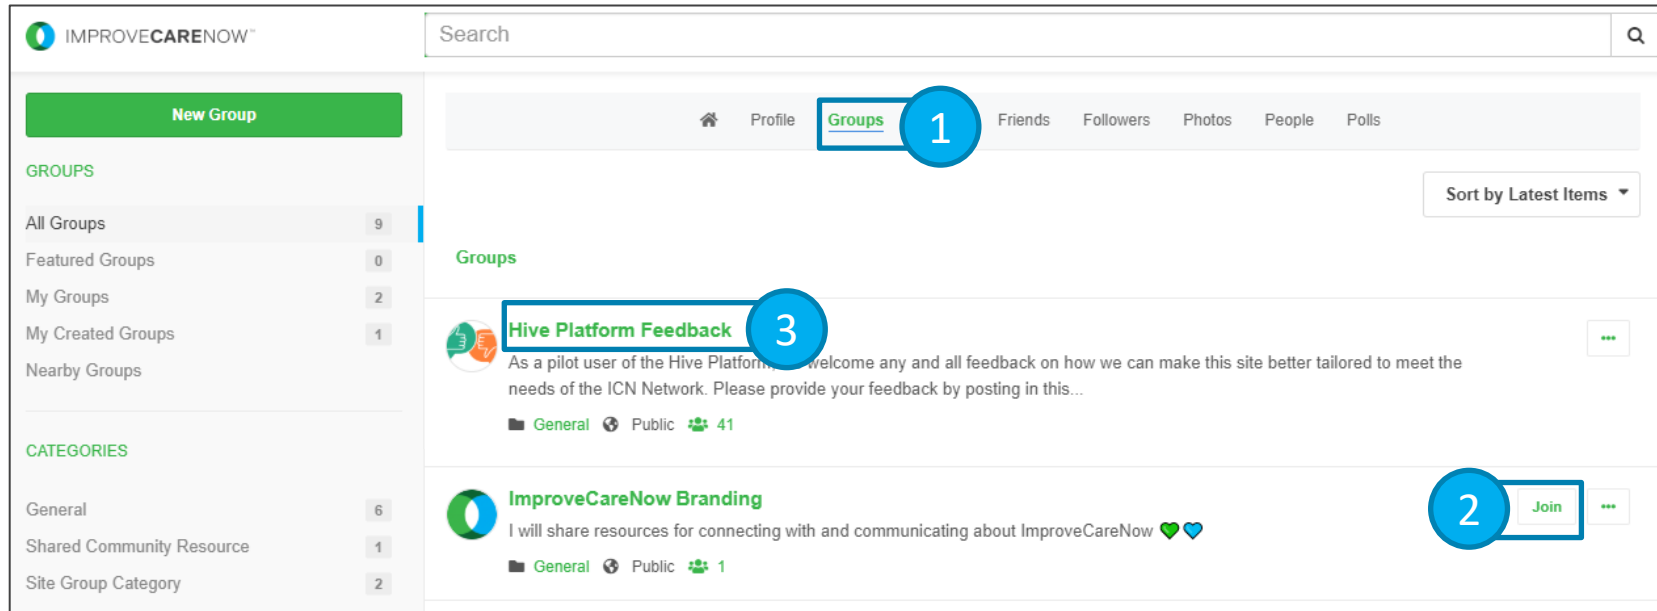 IMPROVECARENOW™
Search
New Group
GROUPS
All Groups 9
Featured Groups 0
My Groups 2
My Created Groups 1
Nearby Groups
CATEGORIES
General 6
Shared Community Resource 1
Site Group Category 2
Profile Groups 1 Friends Followers Photos People Polls
Sort by Latest Items
Groups
Hive Platform Feedback 3
As a pilot user of the Hive Platform, welcome any and all feedback on how we can make this site better tailored to meet the
needs of the ICN Network. Please provide your feedback by posting in this...
General Public 41
ImproveCareNow Branding
2 Join
I will share resources for connecting with and communicating about ImproveCareNow 💚💙
General Public 1